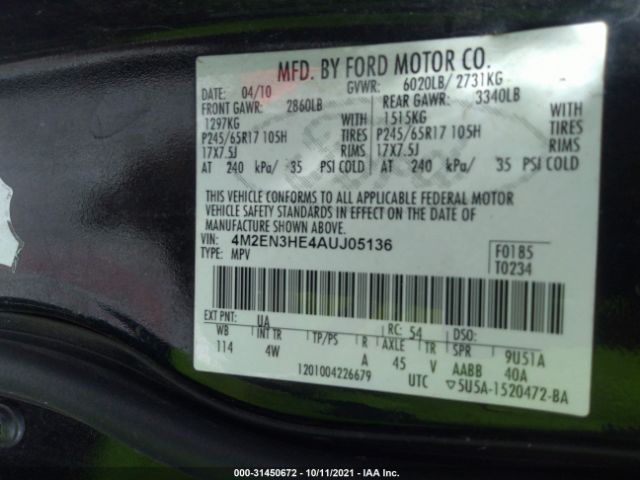 MFD. BY FORD MOTOR CO.
DATE: 04/10 GVWR: 6020LB/ 2731KG
FRONT GAWR: 2860LB REAR GAWR: 3340LB
1297KG WITH 1515KG WITH
P245/65R17 105H TIRES P245/65R17 105H TIRES
17X7.5J RIMS 17X7.5J RIMS
AT 240 kPa/ 35 PSI COLD AT 240 kPa/ 35 PSI COLD
THIS VEHICLE CONFORMS TO ALL APPLICABLE FEDERAL MOTOR
VEHICLE SAFETY STANDARDS IN EFFECT ON THE DATE OF
MANUFACTURE SHOWN ABOVE.
VIN: 4M2EN3HE4AUJ05136
TYPE: MPV
F0185
T0234
EXT PNT: UA RC: 54 DSO:
WB INT TR TP/PS R AXLE TR SPR 9U51A
114 4W A 45 V AABB 40A
1201004226679 UTC ▽5U5A-1520472-BA
000-31450672 - 10/11/2021 - IAA Inc.